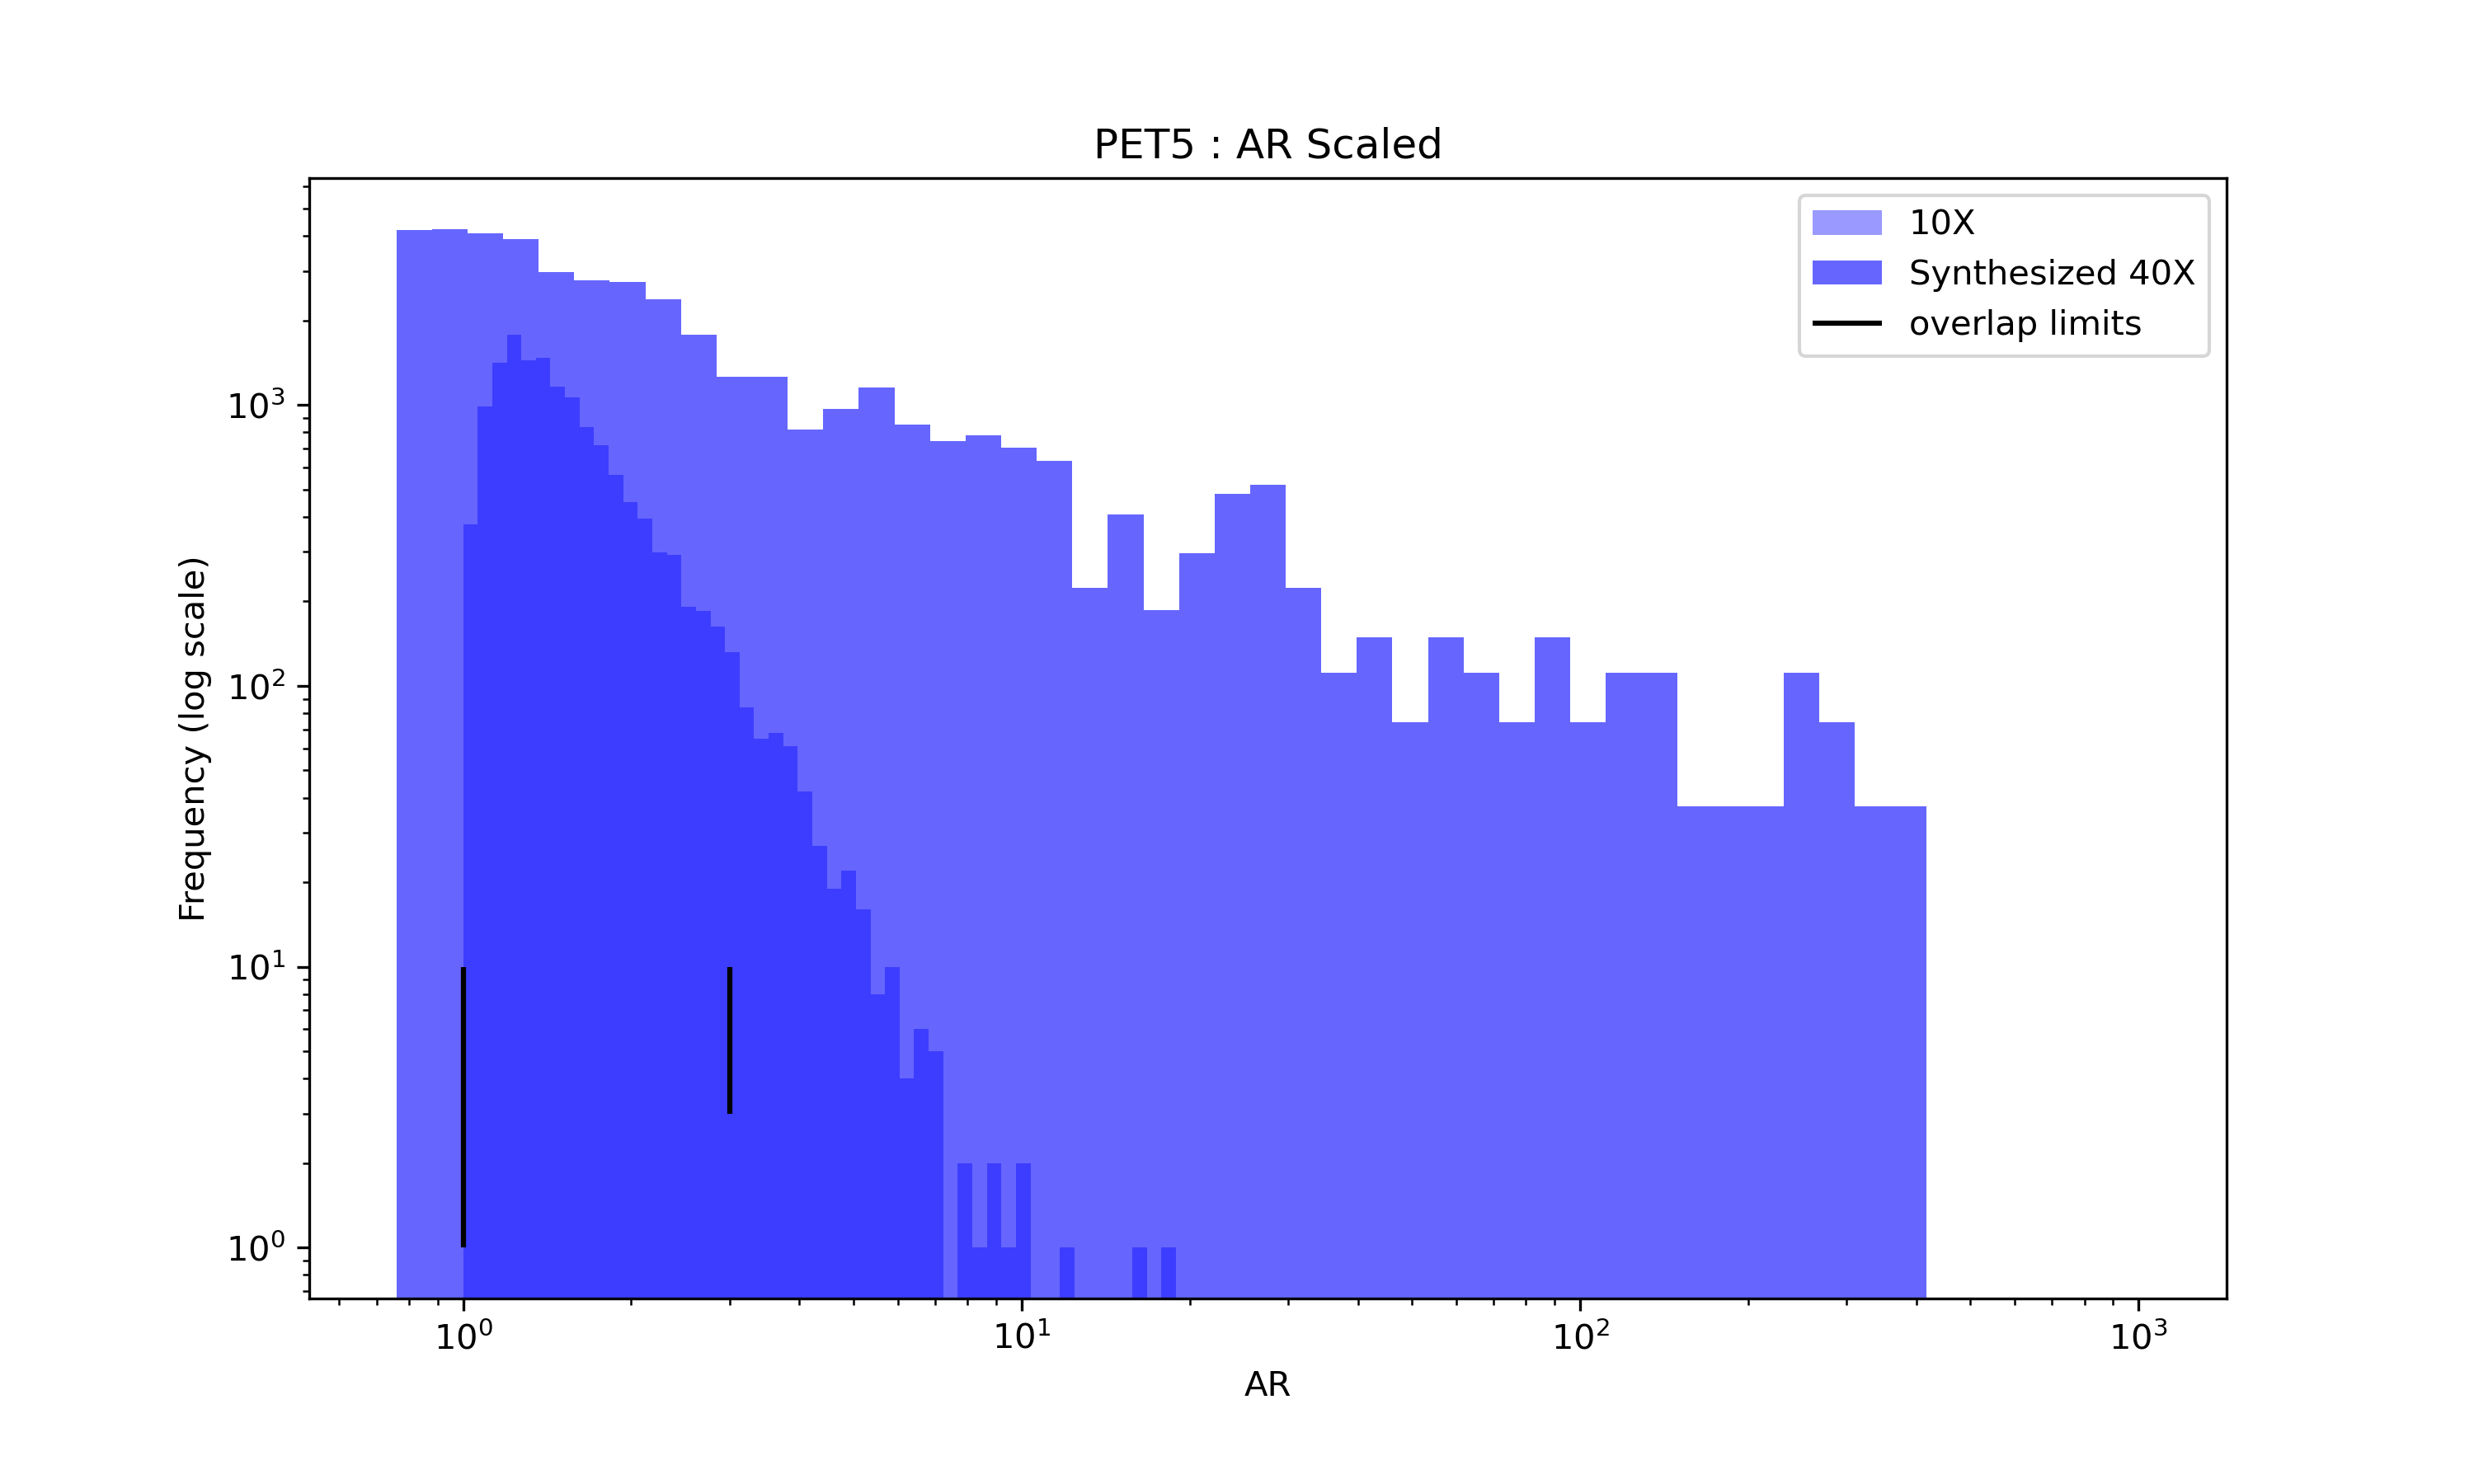 PET5 : AR Scaled
10X
Synthesized 40X
overlap limits
Frequency (log scale)
10³
10²
10¹
10⁰
10⁰ 10¹ 10² 10³
AR